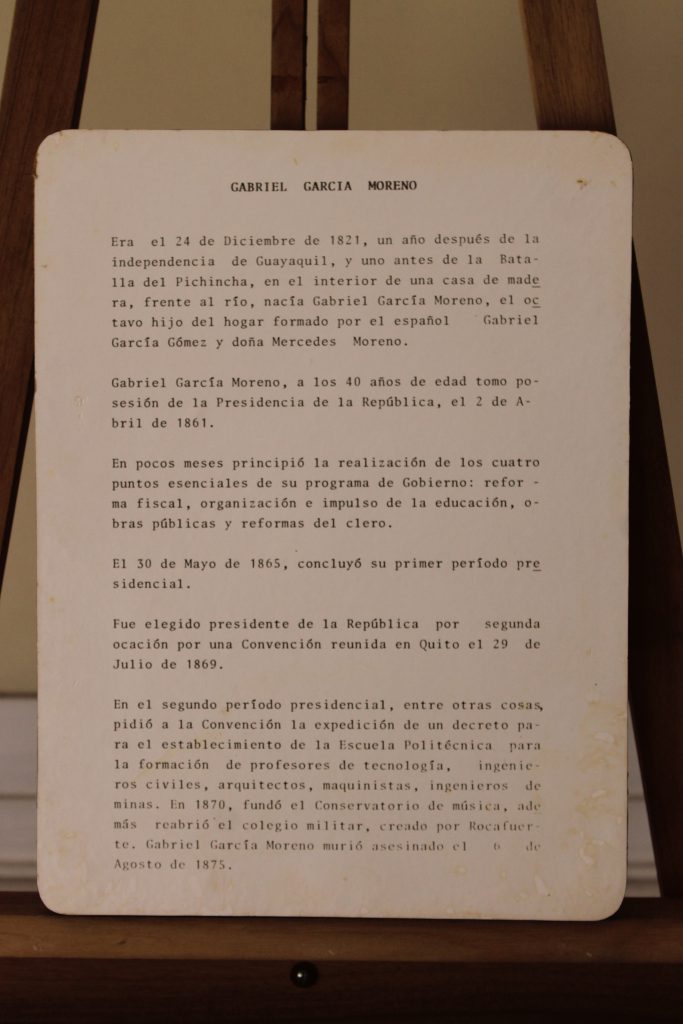 GABRIEL GARCIA MORENO
Era el 24 de Diciembre de 1821, un año después de la
independencia de Guayaquil, y uno antes de la Bata-
lla del Pichincha, en el interior de una casa de made
ra, frente al río, nacía Gabriel García Moreno, el oc
tavo hijo del hogar formado por el español Gabriel
García Gómez y doña Mercedes Moreno.
Gabriel García Moreno, a los 40 años de edad tomo po-
sesión de la Presidencia de la República, el 2 de A-
bril de 1861.
En pocos meses principió la realización de los cuatro
puntos esenciales de su programa de Gobierno: refor -
ma fiscal, organización e impulso de la educación, o-
bras públicas y reformas del clero.
El 30 de Mayo de 1865, concluyó su primer período pre
sidencial.
Fue elegido presidente de la República por segunda
ocación por una Convención reunida en Quito el 29 de
Julio de 1869.
En el segundo período presidencial, entre otras cosas,
pidió a la Convención la expedición de un decreto pa-
ra el establecimiento de la Escuela Politécnica para
la formación de profesores de tecnología, ingenie-
ros civiles, arquitectos, maquinistas, ingenieros de
minas. En 1870, fundó el Conservatorio de música, ade
más reabrió el colegio militar, creado por Rocafuer-
te. Gabriel García Moreno murió asesinado el 6 de
Agosto de 1875.